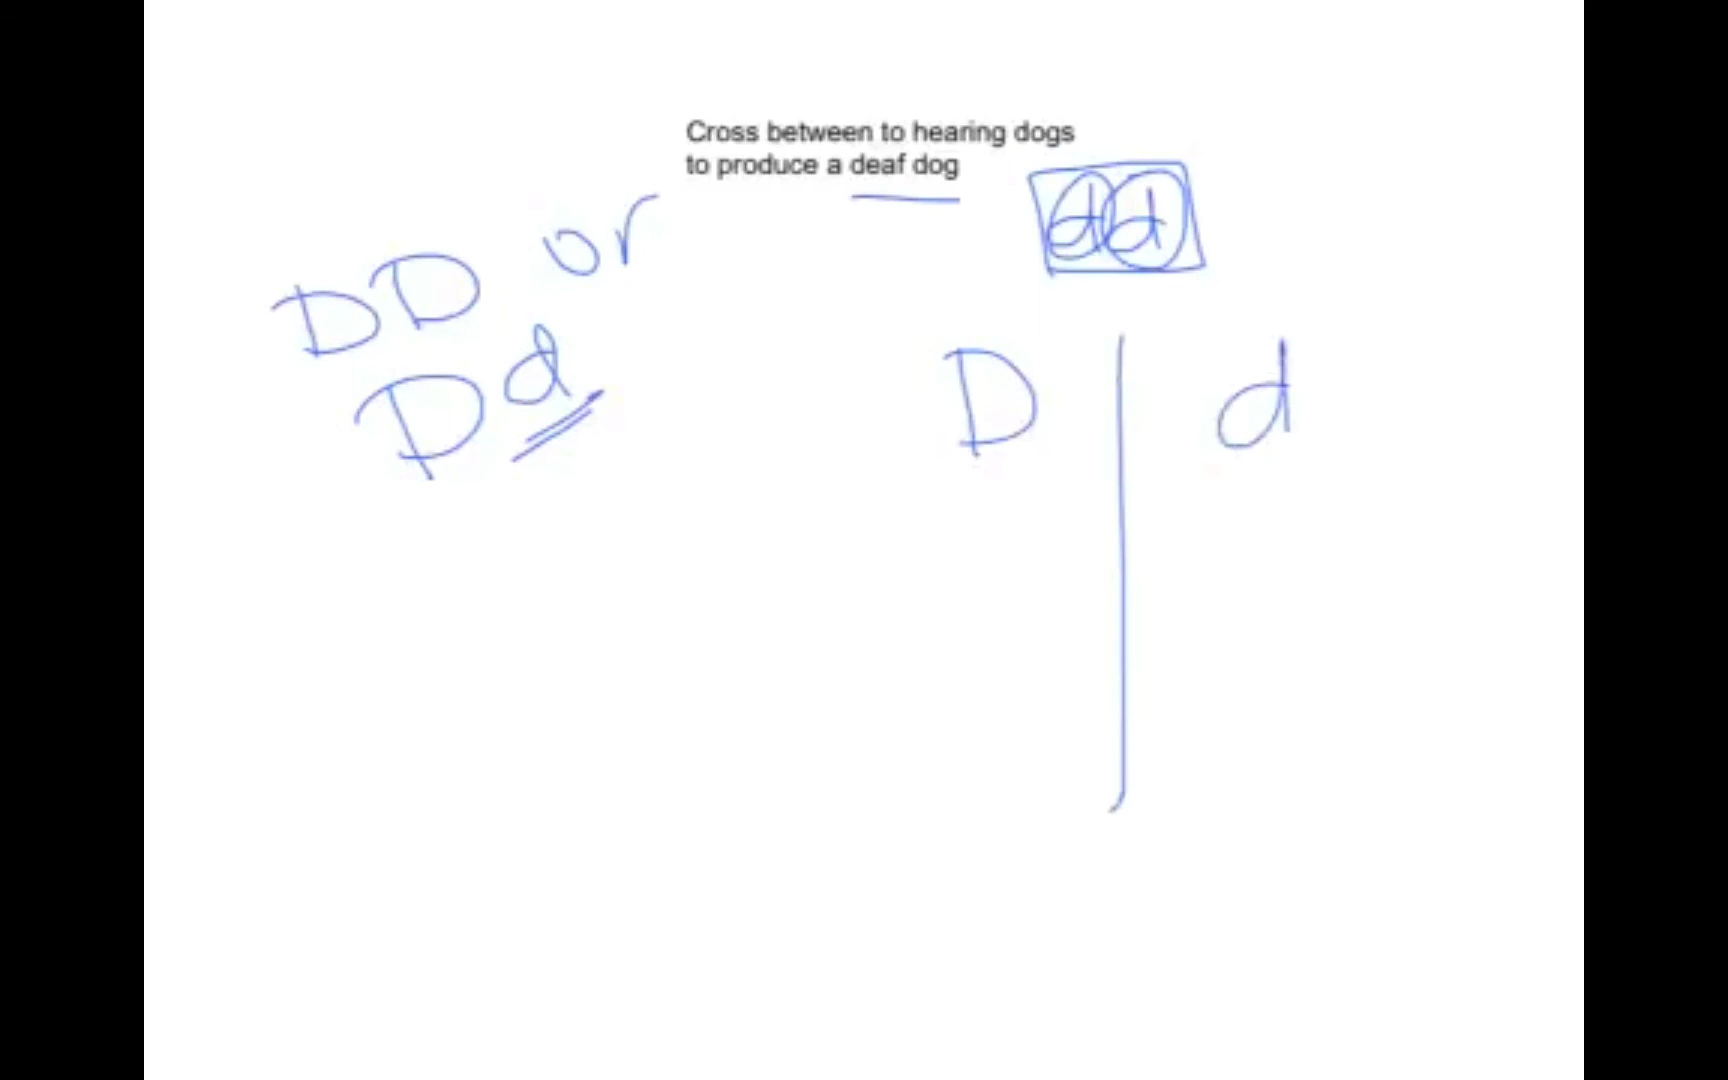 Cross between to hearing dogs
to produce a deaf dog
dd
DD or
Dd
D d